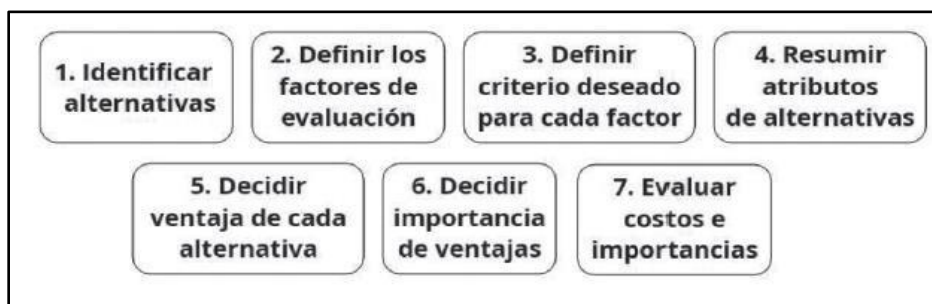 1. Identificar
alternativas
2. Definir los
factores de
evaluación
3. Definir
criterio deseado
para cada factor
4. Resumir
atributos
de alternativas
5. Decidir
ventaja de cada
alternativa
6. Decidir
importancia
de ventajas
7. Evaluar
costos e
importancias